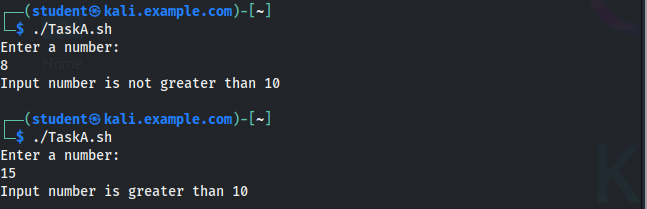 ┌──(student㉿kali.example.com)-[~]
└─$ ./TaskA.sh
Enter a number:
8
Home
Input number is not greater than 10
┌──(student㉿kali.example.com)-[~]
└─$ ./TaskA.sh
Enter a number:
15
Input number is greater than 10
K